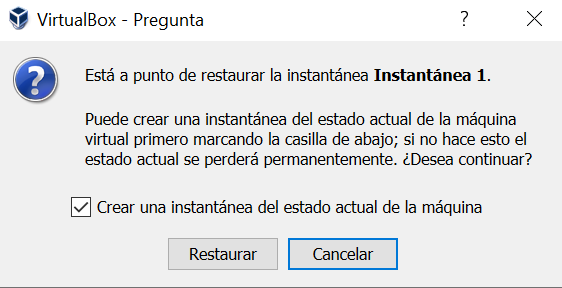 VirtualBox - Pregunta
Está a punto de restaurar la instantánea Instantánea 1.
Puede crear una instantánea del estado actual de la máquina
virtual primero marcando la casilla de abajo; si no hace esto el
estado actual se perderá permanentemente. ¿Desea continuar?
Crear una instantánea del estado actual de la máquina
Restaurar
Cancelar